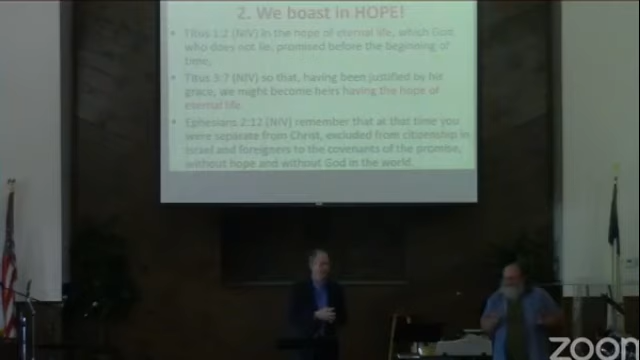 2. We boast in HOPE!
• Titus 1:2 (NIV) in the hope of eternal life, which God,
who does not lie, promised before the beginning of
time,
• Titus 3:7 (NIV) so that, having been justified by his
grace, we might become heirs having the hope of
eternal life.
• Ephesians 2:12 (NIV) remember that at that time you
were separate from Christ, excluded from citizenship in
Israel and foreigners to the covenants of the promise,
without hope and without God in the world.
zoom